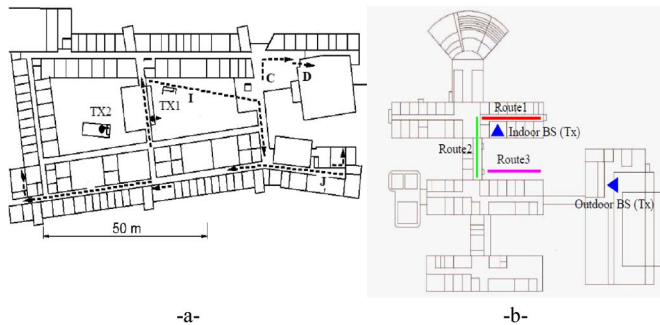 C
D
I
TX2
TX1
J
50 m
Route1
Indoor BS (Tx)
Route2
Route3
Outdoor BS (Tx)
-a-
-b-